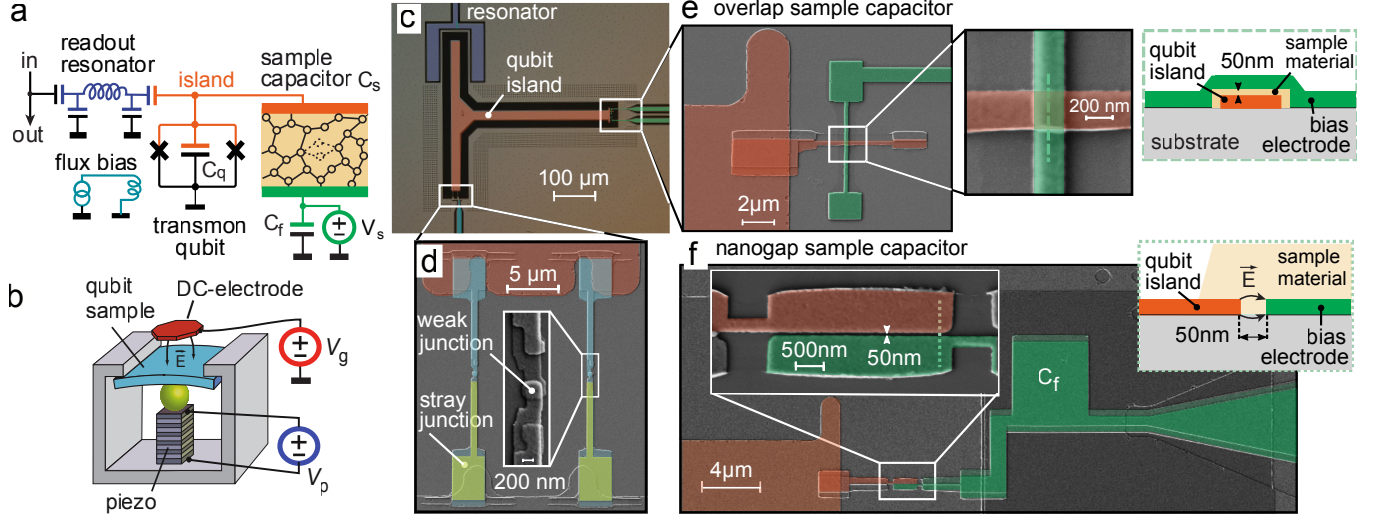 a
in
out
readout
resonator
island
sample
capacitor Cs
flux bias
Cq
transmon
qubit
Cf
Vs
b
qubit
sample
DC-electrode
E
Vg
Vp
piezo
c
resonator
qubit
island
100 µm
d
5 µm
weak
junction
stray
junction
200 nm
e overlap sample capacitor
2µm
200 nm
qubit
island
50nm
sample
material
substrate
bias
electrode
f nanogap sample capacitor
500nm
50nm
Cf
4µm
qubit
island
E
sample
material
50nm
bias
electrode